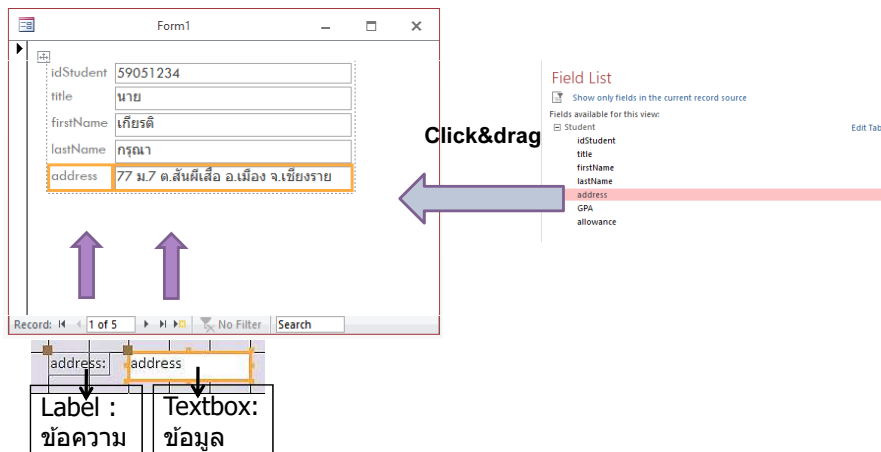 Form1
idStudent 59051234
title นาย
firstName เกียรติ
lastName กรุณา
address 77 ม.7 ต.สันผีเสื้อ อ.เมือง จ.เชียงราย
Record: 1 of 5 No Filter Search
Click&drag
Field List
Show only fields in the current record source
Fields available for this view:
Student Edit Tab
idStudent
title
firstName
lastName
address
GPA
allowance
address: address
Label :
ข้อความ
Textbox:
ข้อมูล